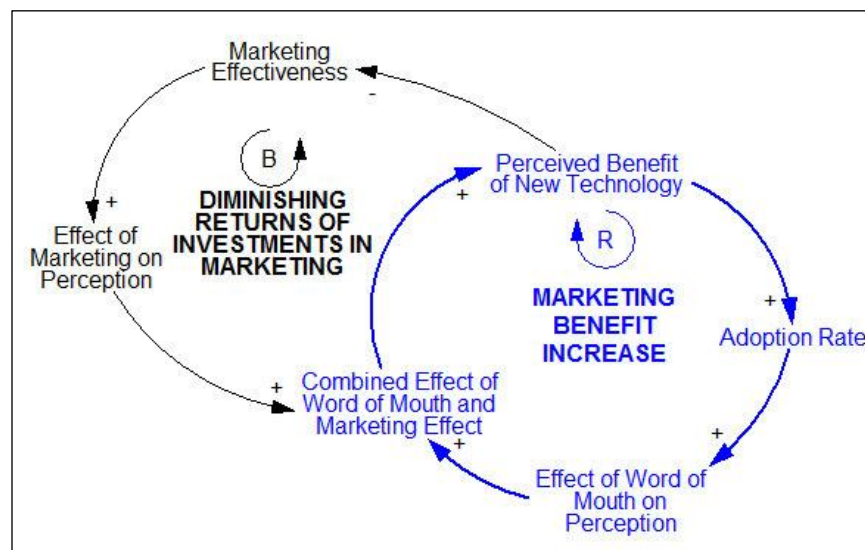 Marketing
Effectiveness
-
B
DIMINISHING
RETURNS OF
INVESTMENTS IN
MARKETING
+
Effect of
Marketing on
Perception
+
Perceived Benefit
of New Technology
+
R
MARKETING
BENEFIT
INCREASE
+
Adoption Rate
+
Combined Effect of
Word of Mouth and
Marketing Effect
+
Effect of Word of
Mouth on
Perception